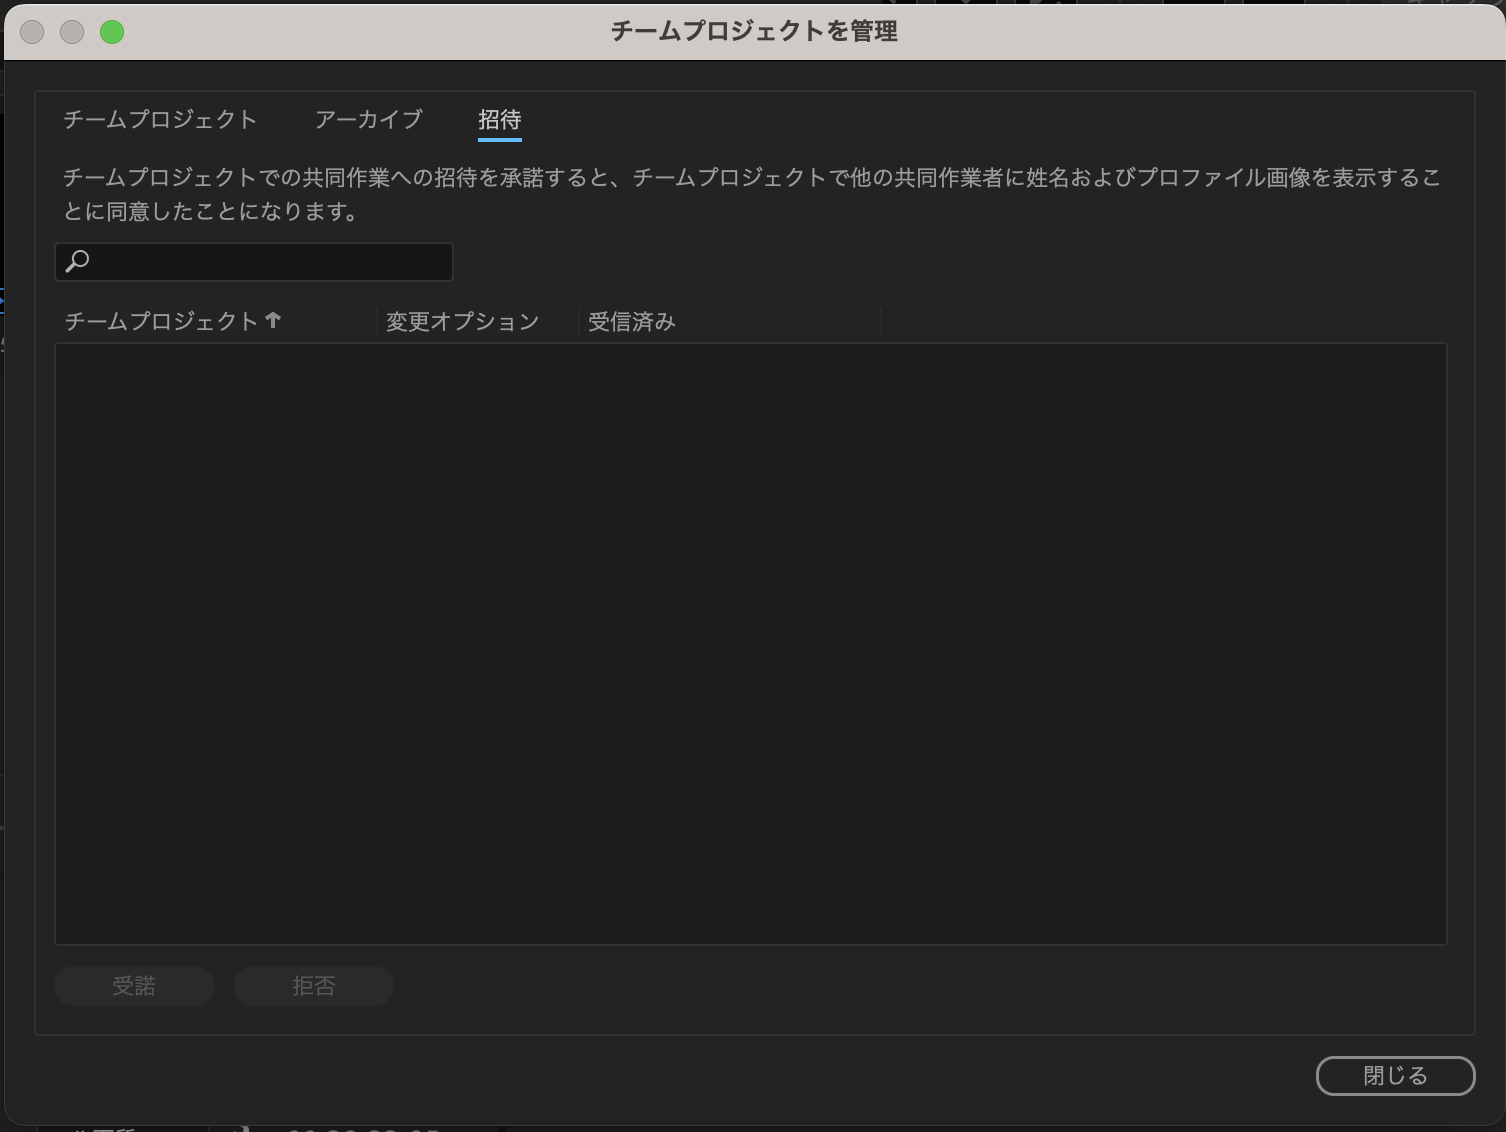 チームプロジェクトを管理
チームプロジェクト アーカイブ 招待
チームプロジェクトでの共同作業への招待を承諾すると、チームプロジェクトで他の共同作業者に姓名およびプロファイル画像を表示するこ
とに同意したことになります。
チームプロジェクト↑ 変更オプション 受信済み
受諾 拒否
閉じる